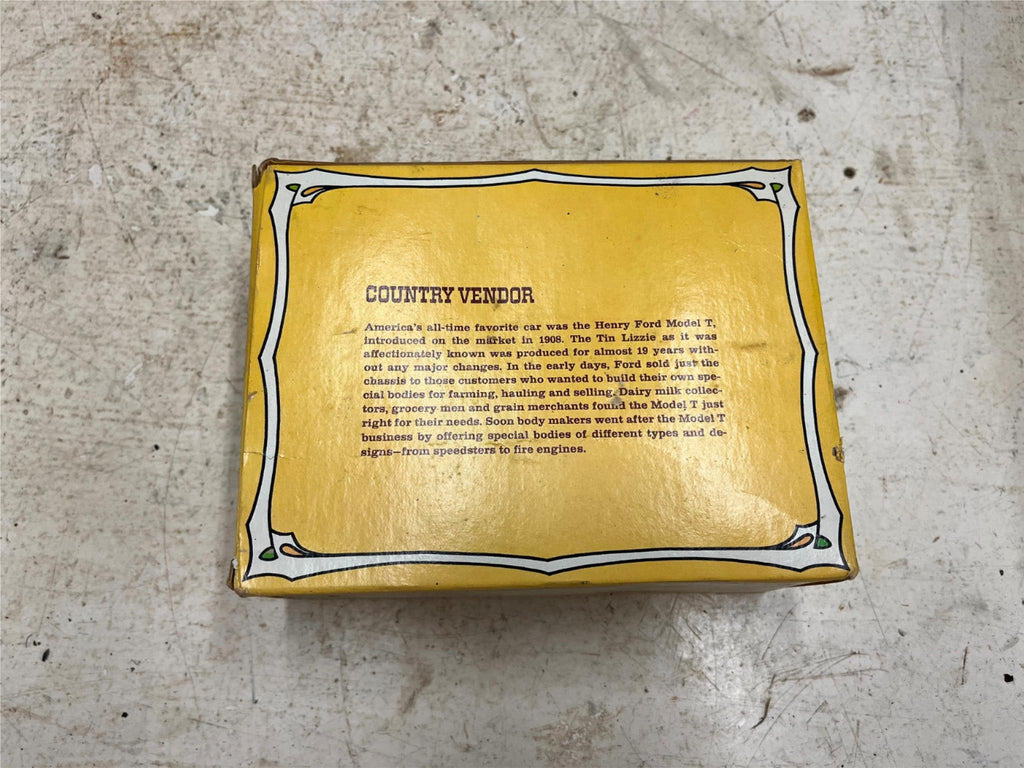 COUNTRY VENDOR
America's all-time favorite car was the Henry Ford Model T,
introduced on the market in 1908. The Tin Lizzie as it was
affectionately known was produced for almost 19 years with-
out any major changes. In the early days, Ford sold just the
chassis to those customers who wanted to build their own spe-
cial bodies for farming, hauling and selling. Dairy milk collec-
tors, grocery men and grain merchants found the Model T just
right for their needs. Soon body makers went after the Model T
business by offering special bodies of different types and de-
signs—from speedsters to fire engines.